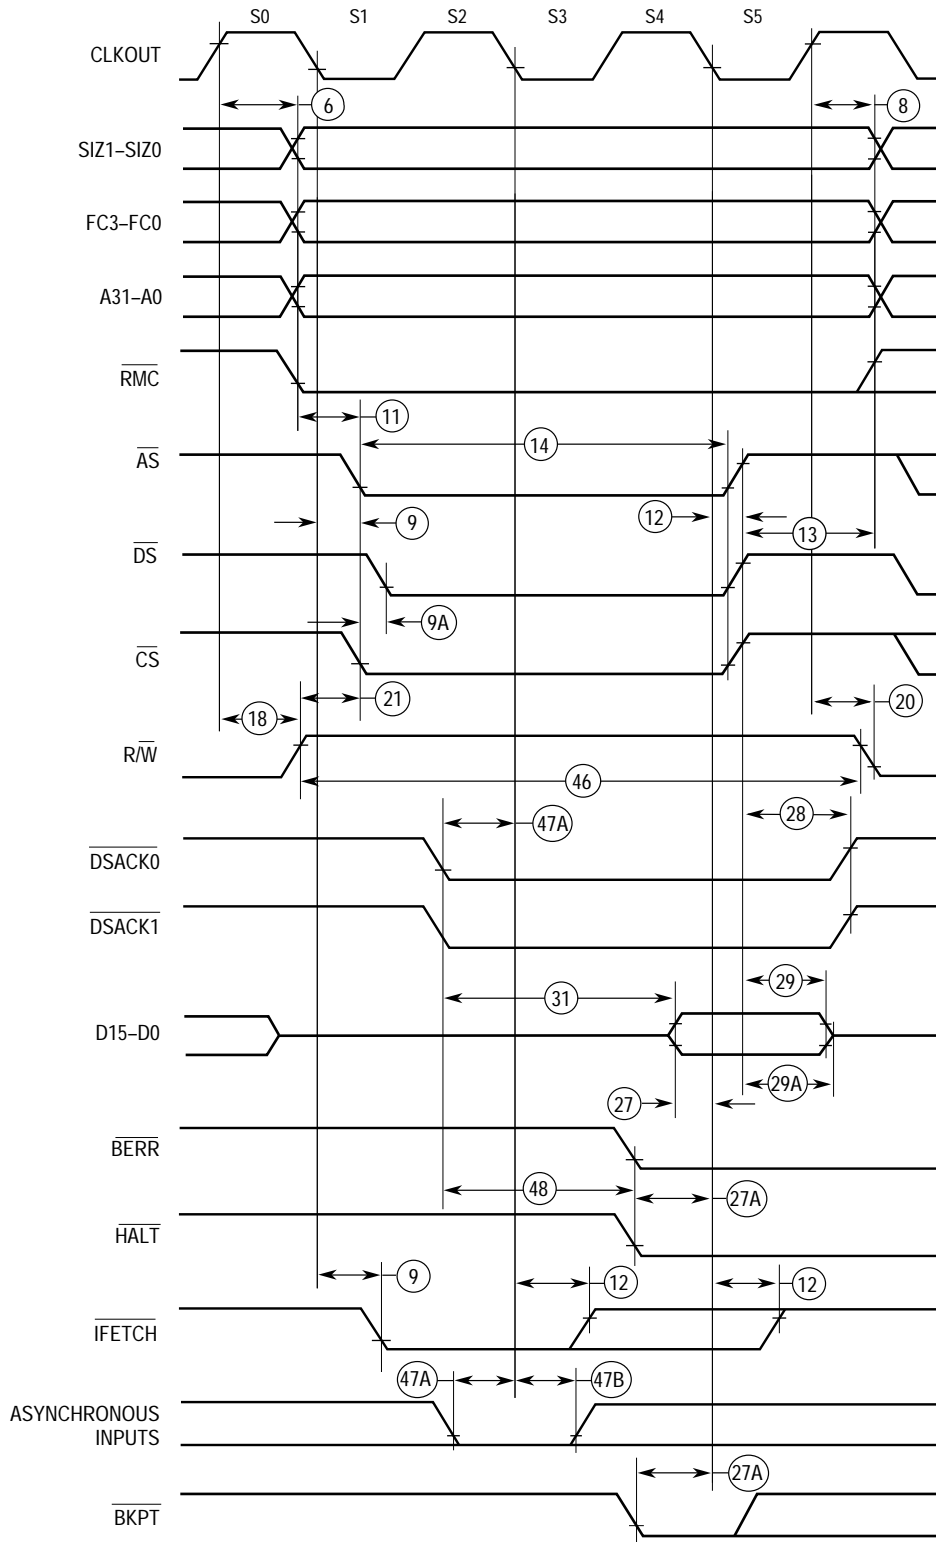 S0 S1 S2 S3 S4 S5
CLKOUT
6 8
SIZ1–SIZ0
FC3–FC0
A31–A0
RMC
11
14
AS
9 12
13
DS
9A
CS
21 20
18
R/W
46
47A 28
DSACK0
DSACK1
29
31
D15–D0
29A
27
BERR
48 27A
HALT
9 12 12
IFETCH
47A 47B
ASYNCHRONOUS
INPUTS
27A
BKPT